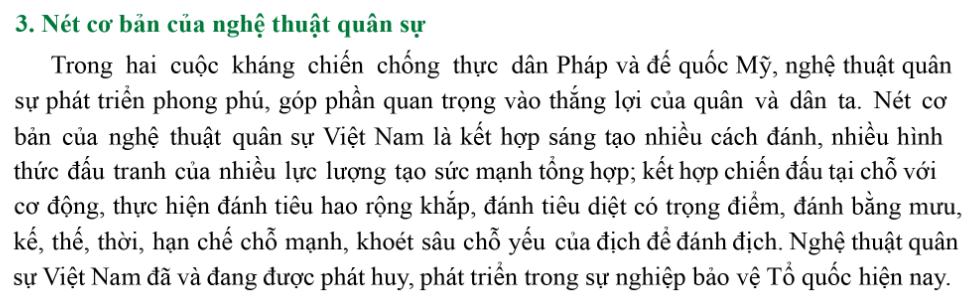 3. Nét cơ bản của nghệ thuật quân sự
Trong hai cuộc kháng chiến chống thực dân Pháp và đế quốc Mỹ, nghệ thuật quân
sự phát triển phong phú, góp phần quan trọng vào thắng lợi của quân và dân ta. Nét cơ
bản của nghệ thuật quân sự Việt Nam là kết hợp sáng tạo nhiều cách đánh, nhiều hình
thức đấu tranh của nhiều lực lượng tạo sức mạnh tổng hợp; kết hợp chiến đấu tại chỗ với
cơ động, thực hiện đánh tiêu hao rộng khắp, đánh tiêu diệt có trọng điểm, đánh bằng mưu,
kế, thế, thời, hạn chế chỗ mạnh, khoét sâu chỗ yếu của địch để đánh địch. Nghệ thuật quân
sự Việt Nam đã và đang được phát huy, phát triển trong sự nghiệp bảo vệ Tổ quốc hiện nay.